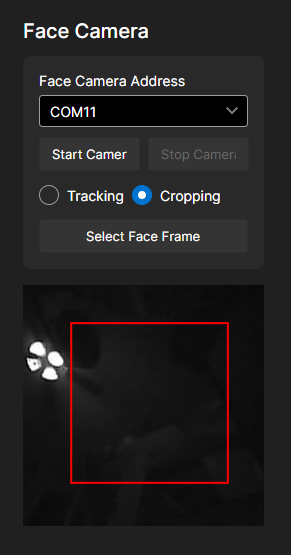 Face Camera
Face Camera Address
COM11
Start Camer
Stop Camera
Tracking
Cropping
Select Face Frame